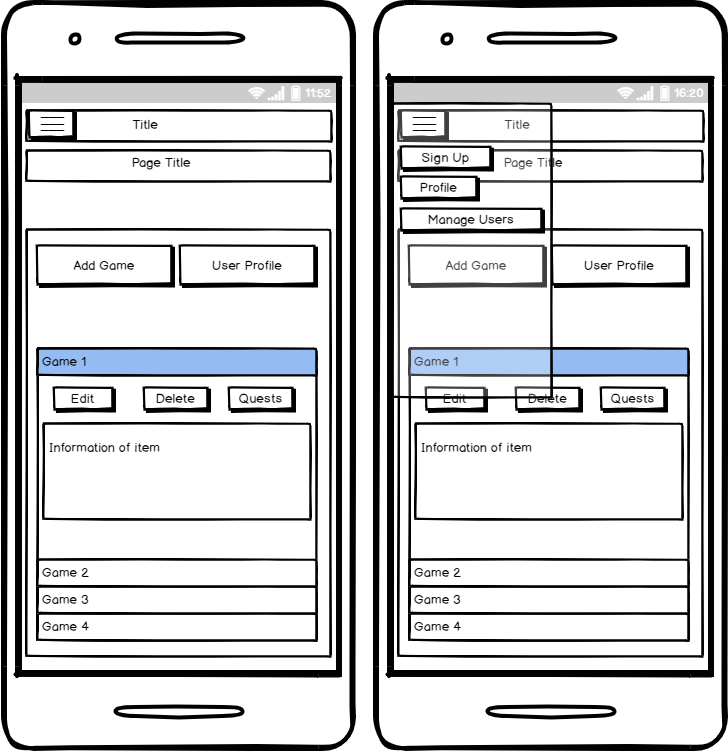 11:52
Title
Page Title
Add Game User Profile
Game 1
Edit Delete Quests
Information of item
Game 2
Game 3
Game 4
16:20
Title
Sign Up
Page Title
Profile
Manage Users
Add Game User Profile
Game 1
Edit Delete Quests
Information of item
Game 2
Game 3
Game 4